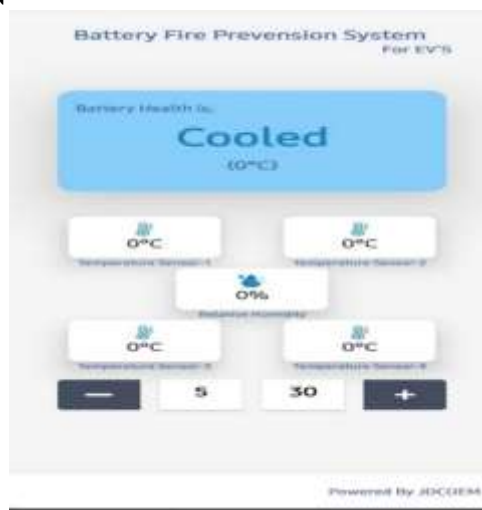 Battery Fire Prevension System
For EV'S
Battery Health is,
Cooled
(0°C)
0°C
0°C
Temperature Sensor-1
Temperature Sensor-2
0%
Relative Humidity
0°C
0°C
Temperature Sensor-3
Temperature Sensor-4
— 5 30 +
Powered By JDCOEM